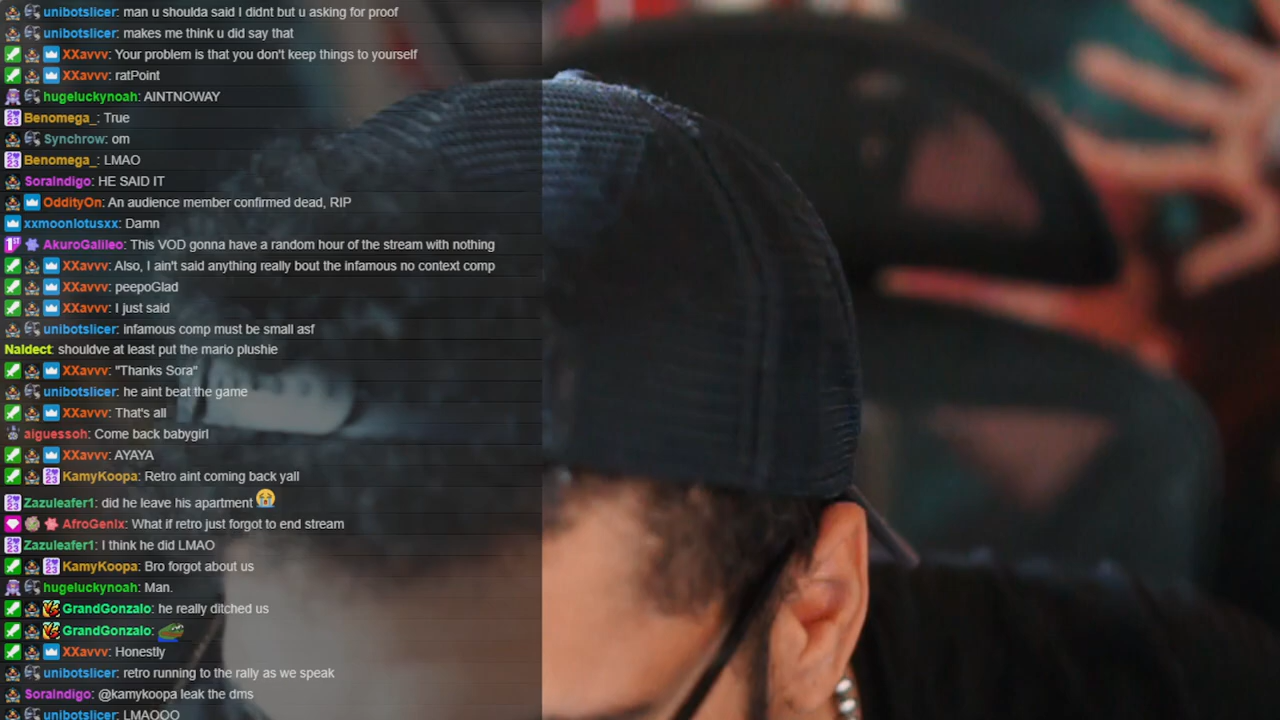 unibotslicer: man u shoulda said I didnt but u asking for proof
unibotslicer: makes me think u did say that
XXavvv: Your problem is that you don't keep things to yourself
XXavvv: ratPoint
hugeluckynoah: AINTNOWAY
Benomega_: True
Synchrow: om
Benomega_: LMAO
SoraIndigo: HE SAID IT
OddityOn: An audience member confirmed dead, RIP
xxmoonlotusxx: Damn
AkuroGalileo: This VOD gonna have a random hour of the stream with nothing
XXavvv: Also, I ain't said anything really bout the infamous no context comp
XXavvv: peepoGlad
XXavvv: I just said
unibotslicer: infamous comp must be small asf
Naldect: shouldve at least put the mario plushie
XXavvv: "Thanks Sora"
unibotslicer: he aint beat the game
XXavvv: That's all
aiguessoh: Come back babygirl
XXavvv: AYAYA
KamyKoopa: Retro aint coming back yall
Zazuleafer1: did he leave his apartment 😭
AfroGenix: What if retro just forgot to end stream
Zazuleafer1: I think he did LMAO
KamyKoopa: Bro forgot about us
hugeluckynoah: Man.
GrandGonzalo: he really ditched us
GrandGonzalo:
XXavvv: Honestly
unibotslicer: retro running to the rally as we speak
SoraIndigo: @kamykoopa leak the dms
unibotslicer: LMAOOO